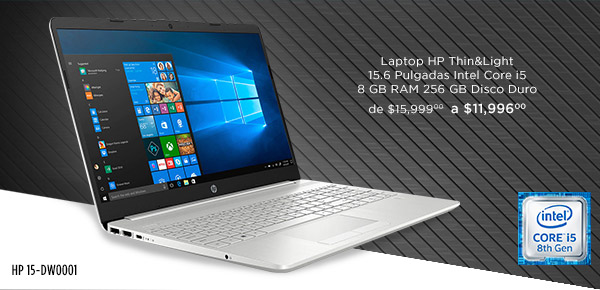 Laptop HP Thin&Light
15.6 Pulgadas Intel Core i5
8 GB RAM 256 GB Disco Duro
de $15,999⁰⁰ a $11,996⁰⁰
hp
intel
CORE i5
8th Gen
HP 15-DW0001